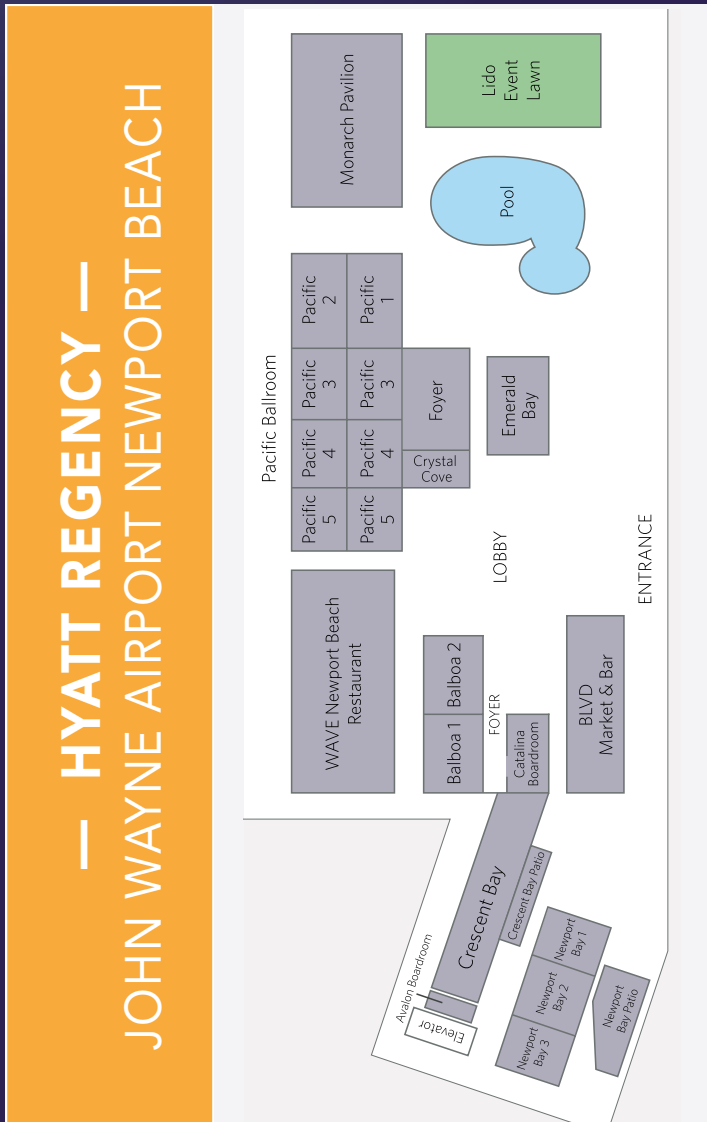 — HYATT REGENCY —
JOHN WAYNE AIRPORT NEWPORT BEACH
Pacific Ballroom
Monarch Pavilion
Lido
Event
Lawn
Pool
Pacific
2
Pacific
1
Pacific
3
Pacific
3
Pacific
4
Pacific
4
Pacific
5
Pacific
5
Foyer
Crystal
Cove
Emerald
Bay
LOBBY
ENTRANCE
WAVE Newport Beach
Restaurant
Balboa 1
Balboa 2
FOYER
Catalina
Boardroom
BLVD
Market & Bar
Crescent Bay
Crescent Bay Patio
Avalon Boardroom
Elevator
Newport
Bay 1
Newport
Bay 2
Newport
Bay 3
Newport
Bay Patio